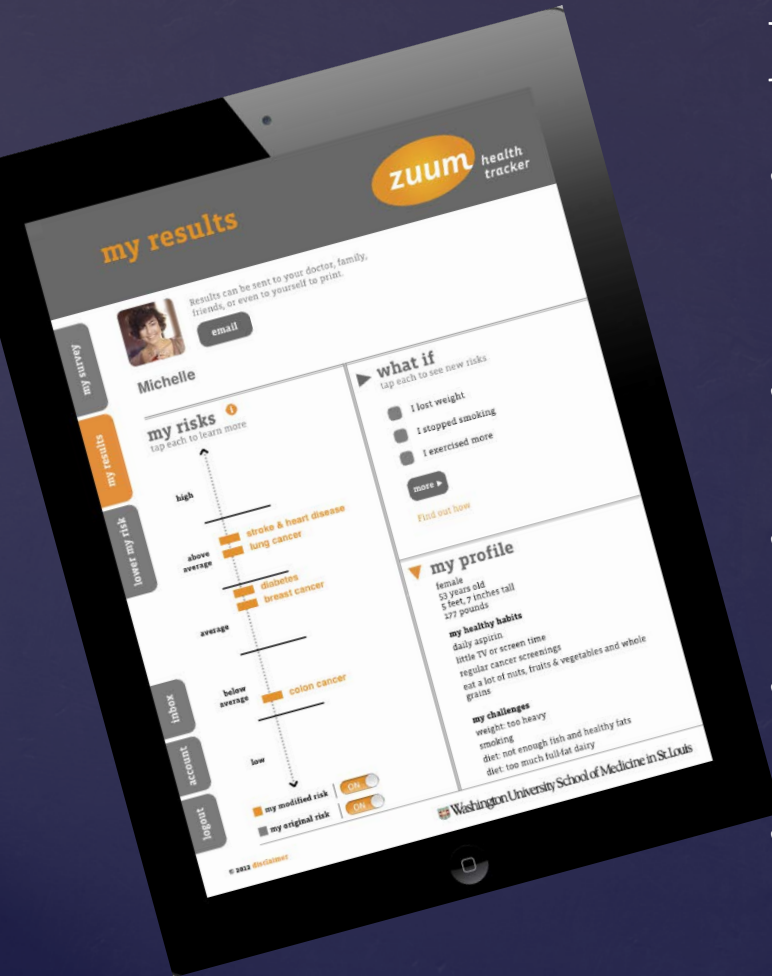 zuum health tracker
my results
my survey
my results
lower my risk
inbox
account
logout
Results can be sent to your doctor, family,
friends, or even to yourself to print.
email
Michelle
my risks i
tap each to learn more
high
above
average
average
below
average
low
stroke & heart disease
lung cancer
diabetes
breast cancer
colon cancer
my modified risk ON
my original risk ON
what if
tap each to see new risks
I lost weight
I stopped smoking
I exercised more
more
Find out how
my profile
female
53 years old
5 feet, 7 inches tall
177 pounds
my healthy habits
daily aspirin
little TV or screen time
regular cancer screenings
eat a lot of nuts, fruits & vegetables and whole
grains
my challenges
weight: too heavy
smoking
diet: not enough fish and healthy fats
diet: too much full-fat dairy
Washington University School of Medicine in St. Louis
© 2012 disclaimer